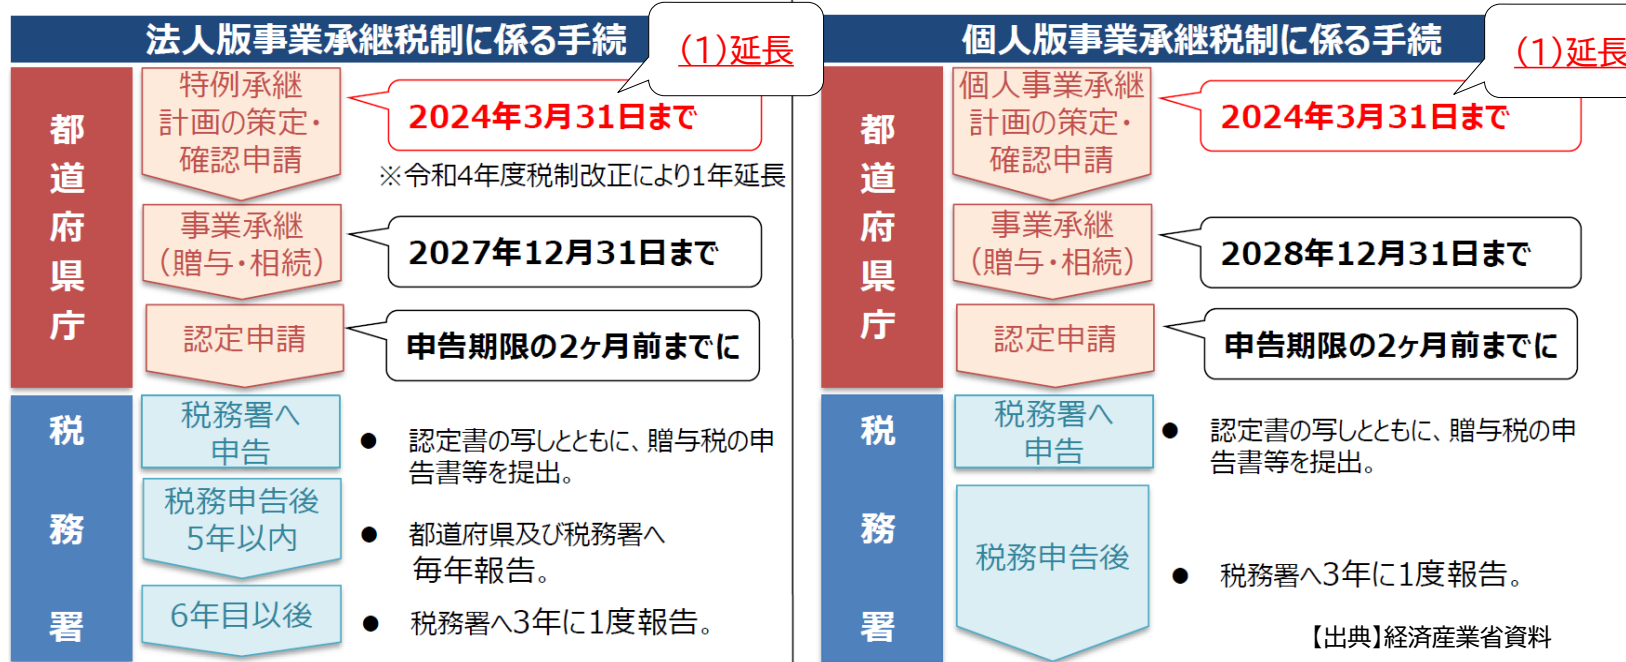 法人版事業承継税制に係る手続
(1)延長
都道府県庁
特例承継
計画の策定・
確認申請
2024年3月31日まで
※令和4年度税制改正により1年延長
事業承継
(贈与・相続)
2027年12月31日まで
認定申請
申告期限の2ヶ月前までに
税務署
税務署へ
申告
● 認定書の写しとともに、贈与税の申
告書等を提出。
税務申告後
5年以内
● 都道府県及び税務署へ
毎年報告。
6年目以後
● 税務署へ3年に1度報告。
個人版事業承継税制に係る手続
(1)延長
都道府県庁
個人事業承継
計画の策定・
確認申請
2024年3月31日まで
事業承継
(贈与・相続)
2028年12月31日まで
認定申請
申告期限の2ヶ月前までに
税務署
税務署へ
申告
● 認定書の写しとともに、贈与税の申
告書等を提出。
税務申告後
● 税務署へ3年に1度報告。
【出典】経済産業省資料